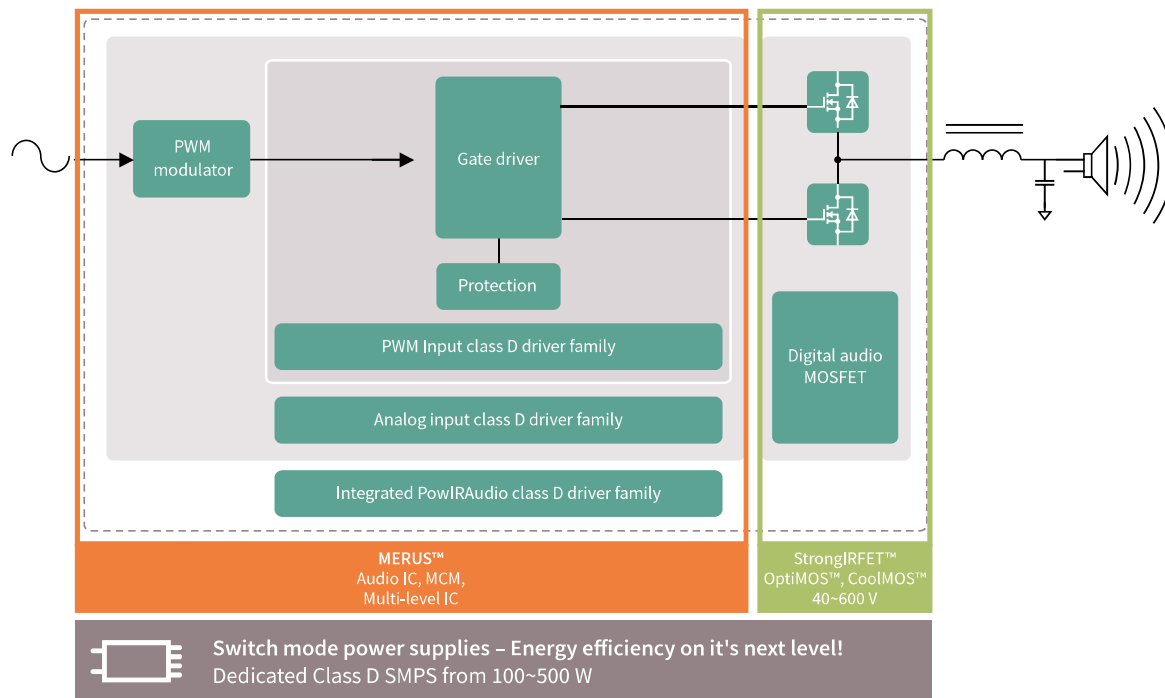 PWM
modulator
Gate driver
Protection
PWM Input class D driver family
Analog input class D driver family
Integrated PowIRAudio class D driver family
Digital audio
MOSFET
MERUS™
Audio IC, MCM,
Multi-level IC
StrongIRFET™
OptiMOS™, CoolMOS™
40~600 V
Switch mode power supplies – Energy efficiency on it's next level!
Dedicated Class D SMPS from 100~500 W